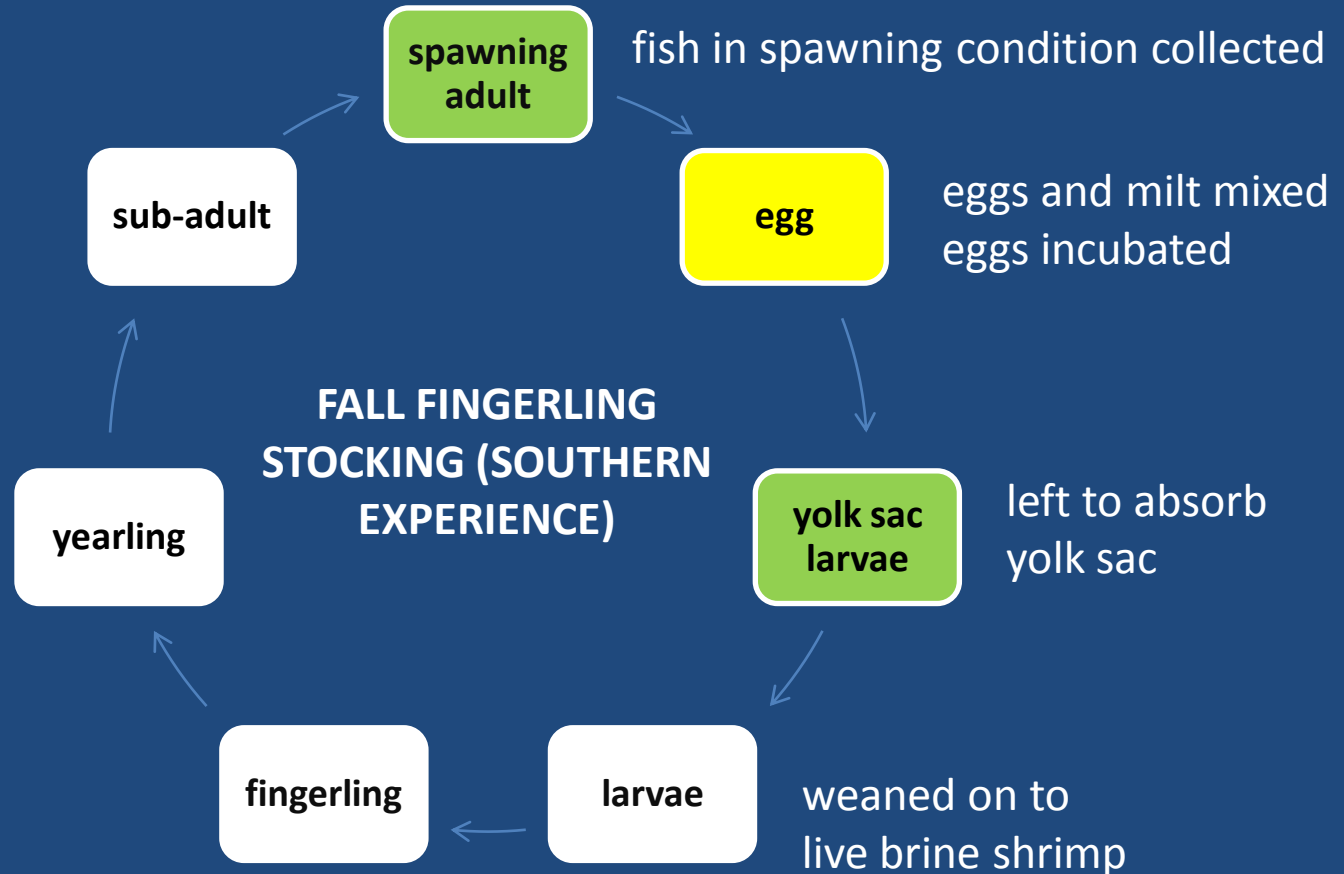 spawning
adult
fish in spawning condition collected
egg
eggs and milt mixed
eggs incubated
yolk sac
larvae
left to absorb
yolk sac
larvae
weaned on to
live brine shrimp
fingerling
yearling
sub-adult
FALL FINGERLING
STOCKING (SOUTHERN
EXPERIENCE)